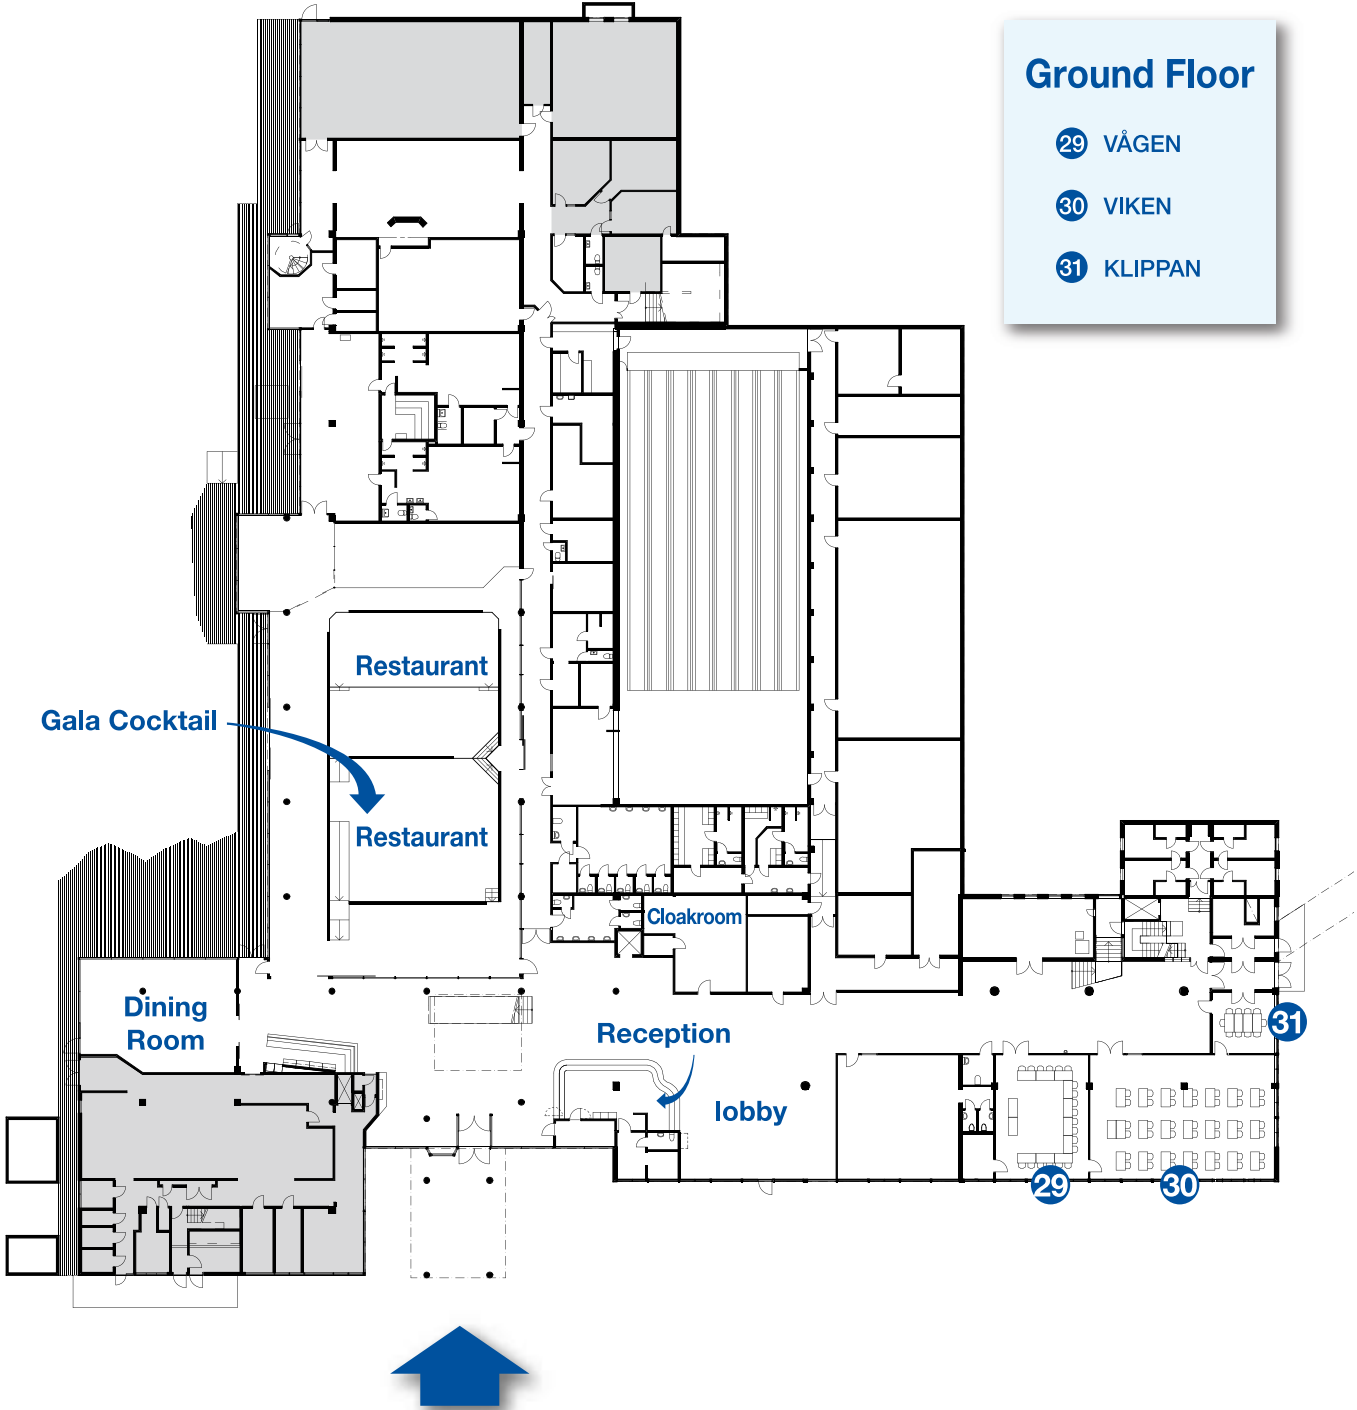 Ground Floor
29 VÅGEN
30 VIKEN
31 KLIPPAN
Restaurant
Gala Cocktail
Restaurant
Cloakroom
Dining
Room
Reception
lobby
31
29
30